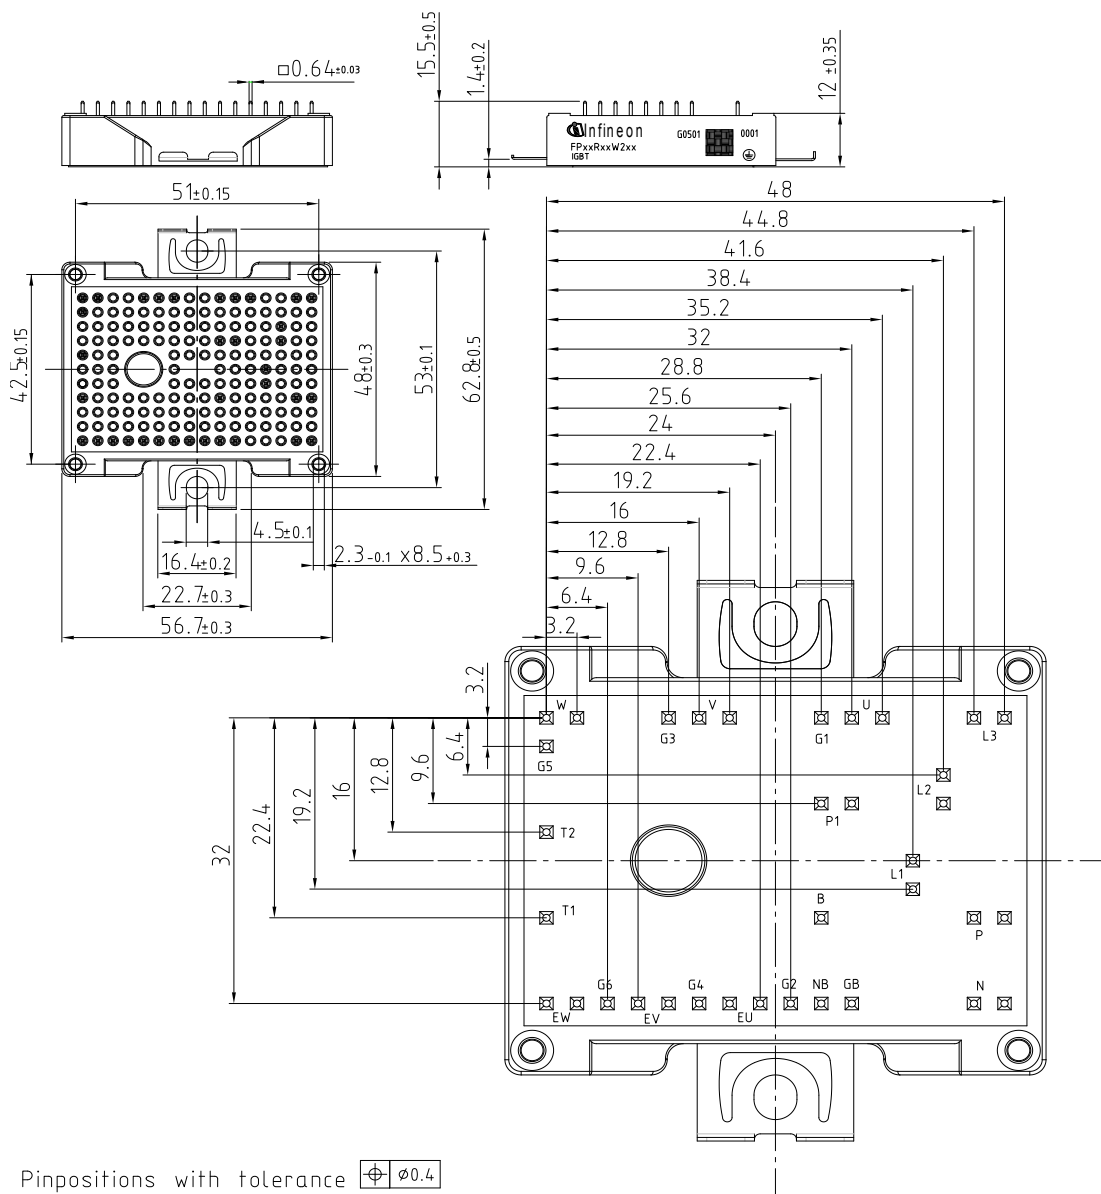 15.5±0.5
1.4±0.2
12 ±0.35
□0.64±0.03
Infineon
FPxxRxxW2xx
IGBT
G0501
0001
51±0.15
42.5±0.15
48±0.3
53±0.1
62.8±0.5
4.5±0.1
16.4±0.2
2.3-0.1 x8.5+0.3
22.7±0.3
56.7±0.3
48
44.8
41.6
38.4
35.2
32
28.8
25.6
24
22.4
19.2
16
12.8
9.6
6.4
3.2
3.2
6.4
9.6
12.8
16
19.2
22.4
32
W
G3
V
G1
U
L3
G5
L2
P1
T2
L1
T1
B
P
G6
G4
G2
NB
GB
N
EW
EV
EU
Pinpositions with tolerance ⌖ ⌀0.4